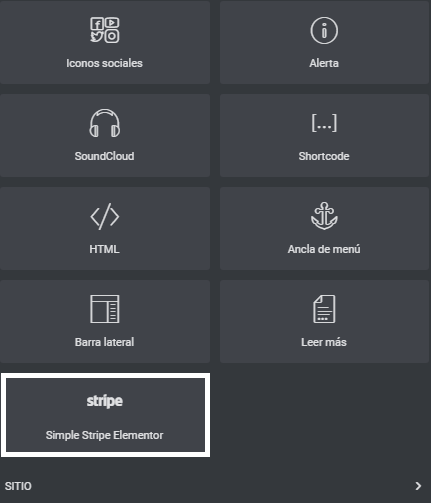 Iconos sociales
Alerta
SoundCloud
[...]
Shortcode
HTML
Ancla de menú
Barra lateral
Leer más
stripe
Simple Stripe Elementor
SITIO